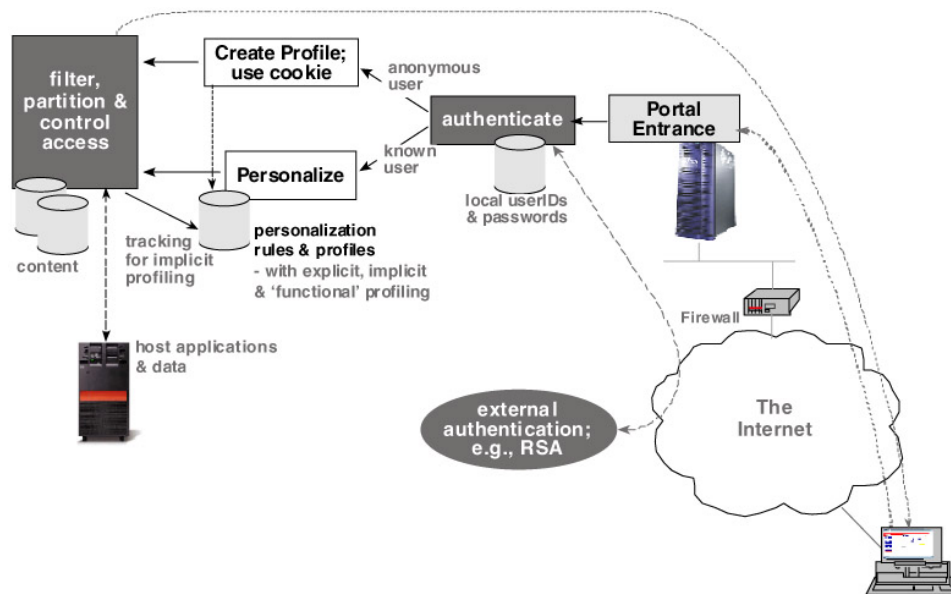 Create Profile;
use cookie
filter,
partition &
control
access
anonymous
user
authenticate
Portal
Entrance
known
user
Personalize
local userIDs
& passwords
content
tracking
for implicit
profiling
personalization
rules & profiles
- with explicit, implicit
& ‘functional’ profiling
Firewall
host applications
& data
The
Internet
external
authentication;
e.g., RSA